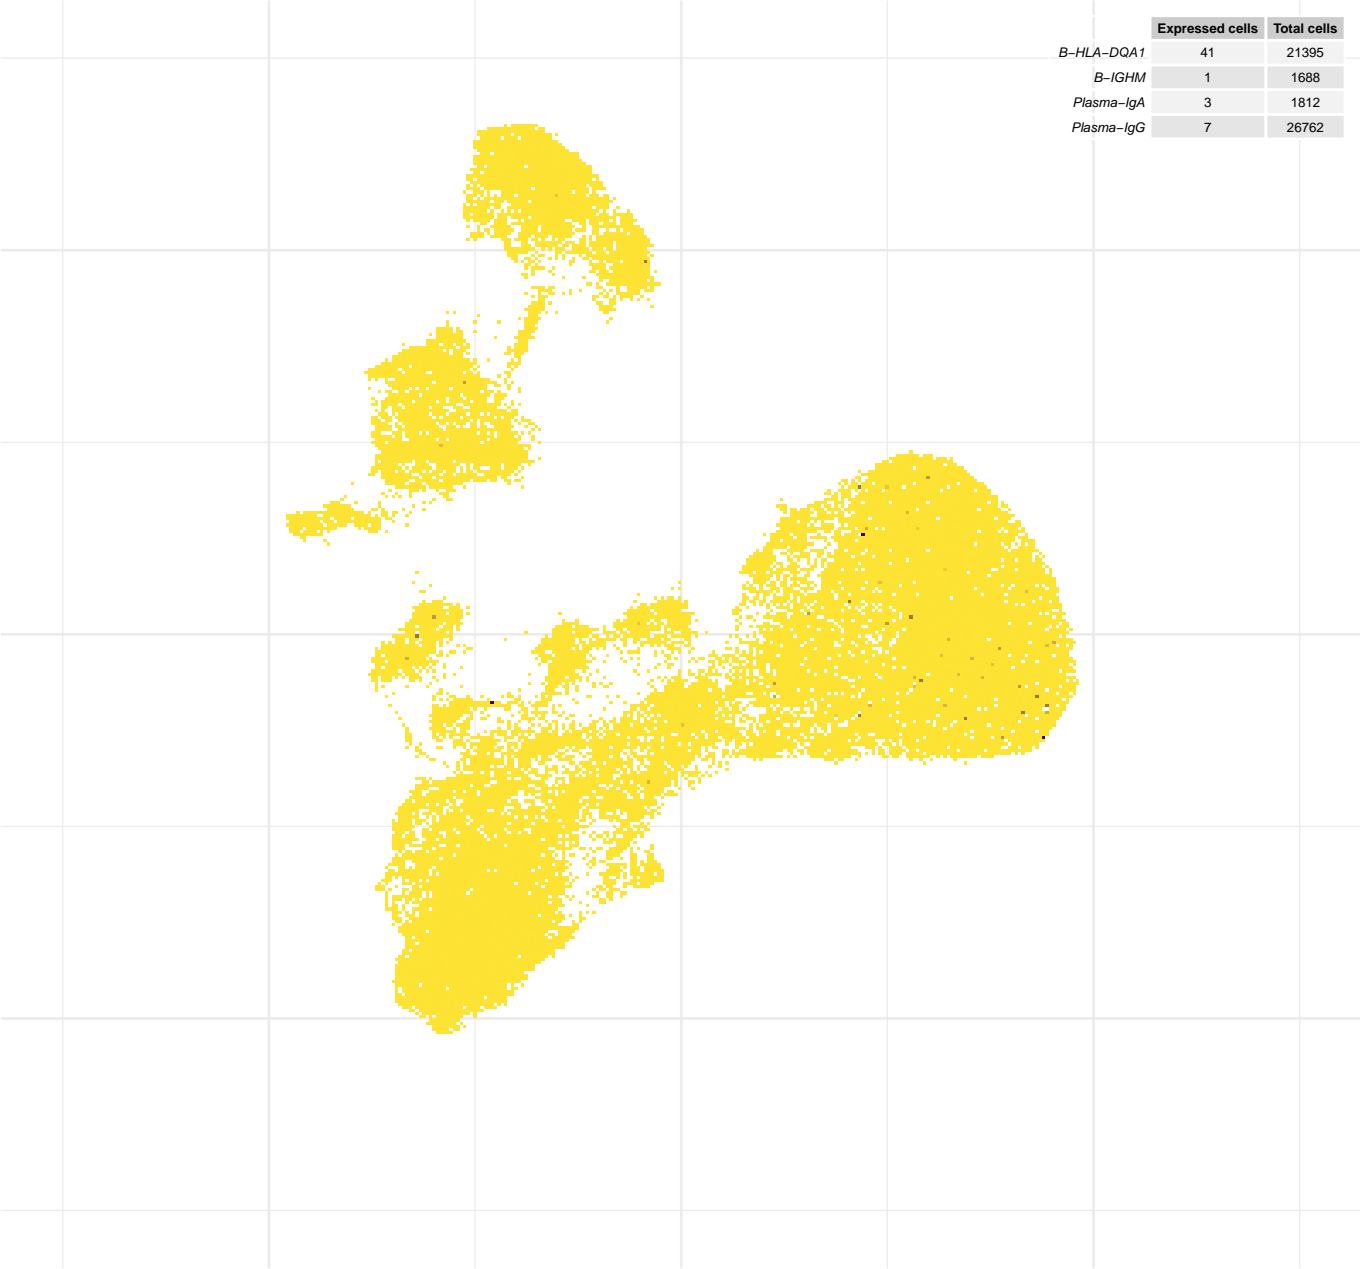 Expressed cells Total cells
B−HLA−DQA1 41 21395
B−IGHM 1 1688
Plasma−IgA 3 1812
Plasma−IgG 7 26762